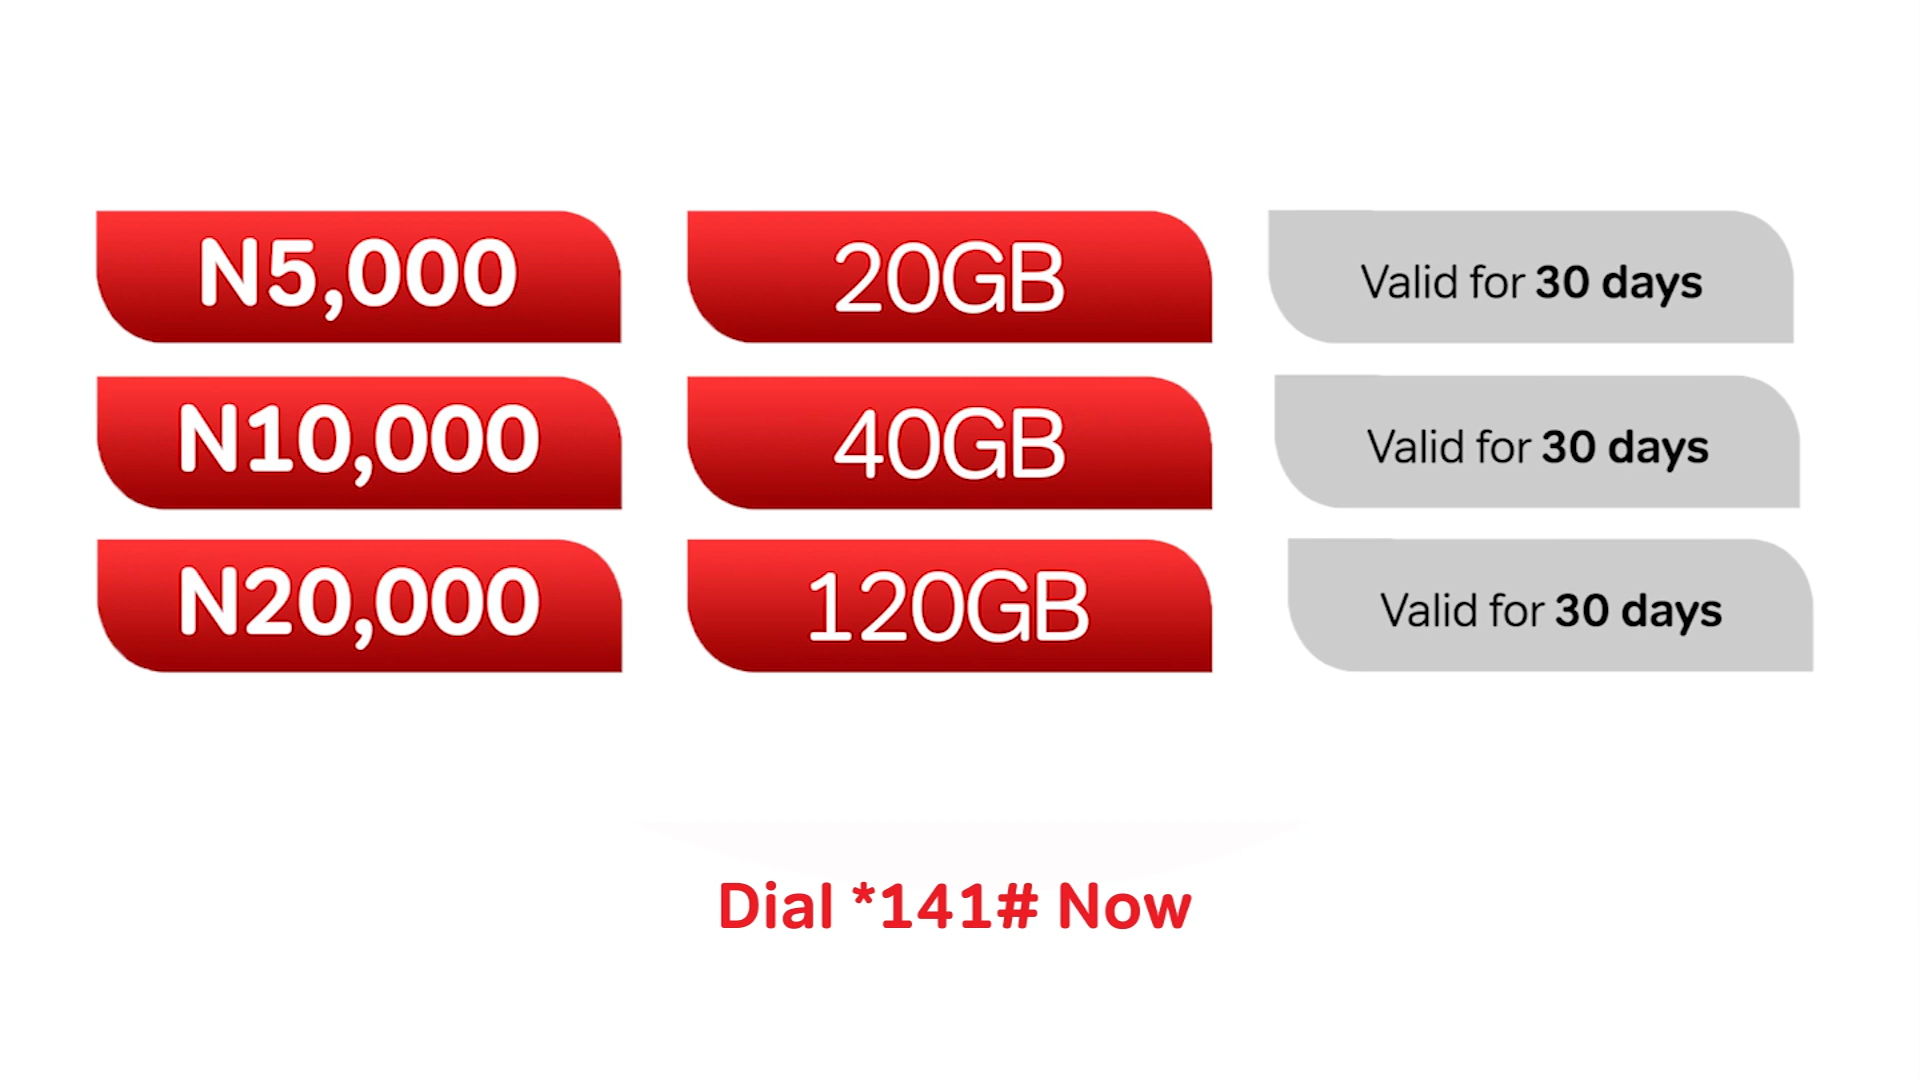 N5,000 20GB Valid for 30 days
N10,000 40GB Valid for 30 days
N20,000 120GB Valid for 30 days
Dial *141# Now